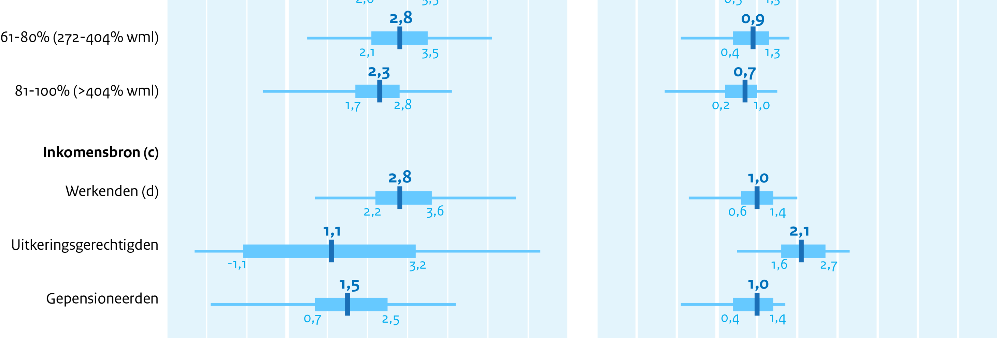 2,8 0,9
61-80% (272-404% wml)
2,1 3,5 0,4 1,3
2,3 0,7
81-100% (>404% wml)
1,7 2,8 0,2 1,0
Inkomensbron (c)
2,8 1,0
Werkenden (d)
2,2 3,6 0,6 1,4
1,1 2,1
Uitkeringsgerechtigden
-1,1 3,2 1,6 2,7
1,5 1,0
Gepensioneerden
0,7 2,5 0,4 1,4